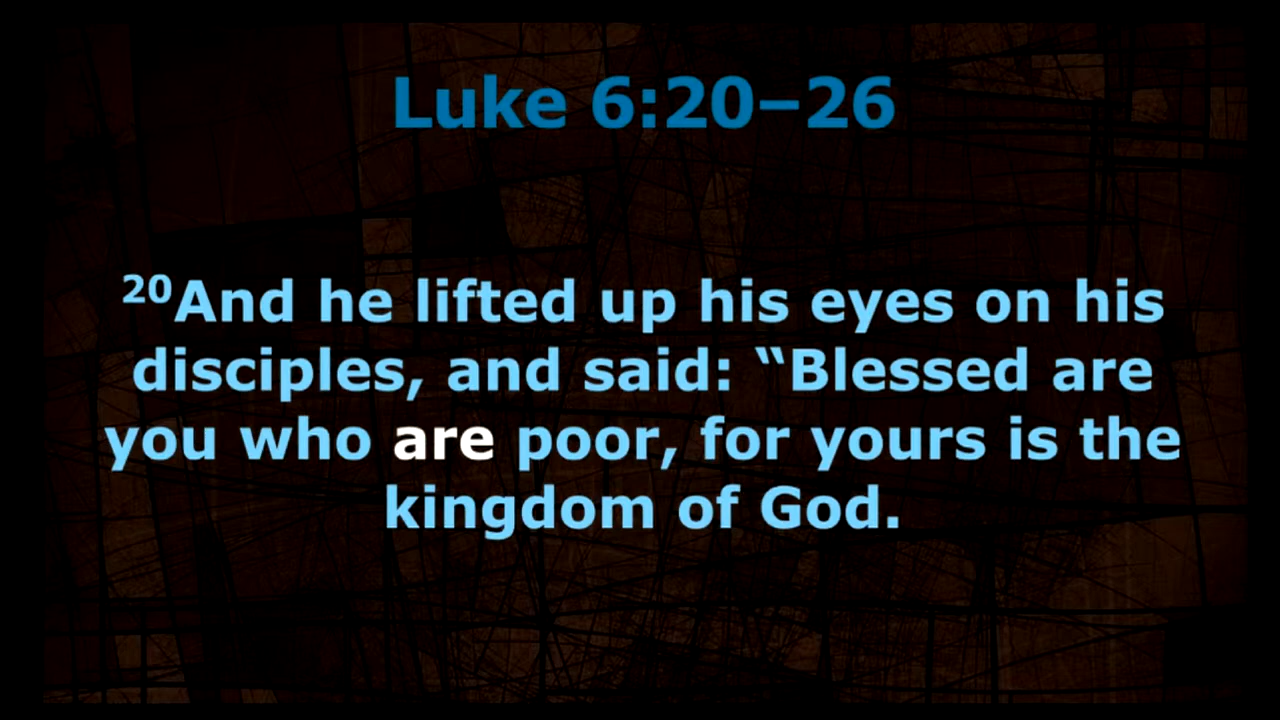 Luke 6:20–26
²⁰And he lifted up his eyes on his
disciples, and said: “Blessed are
you who are poor, for yours is the
kingdom of God.